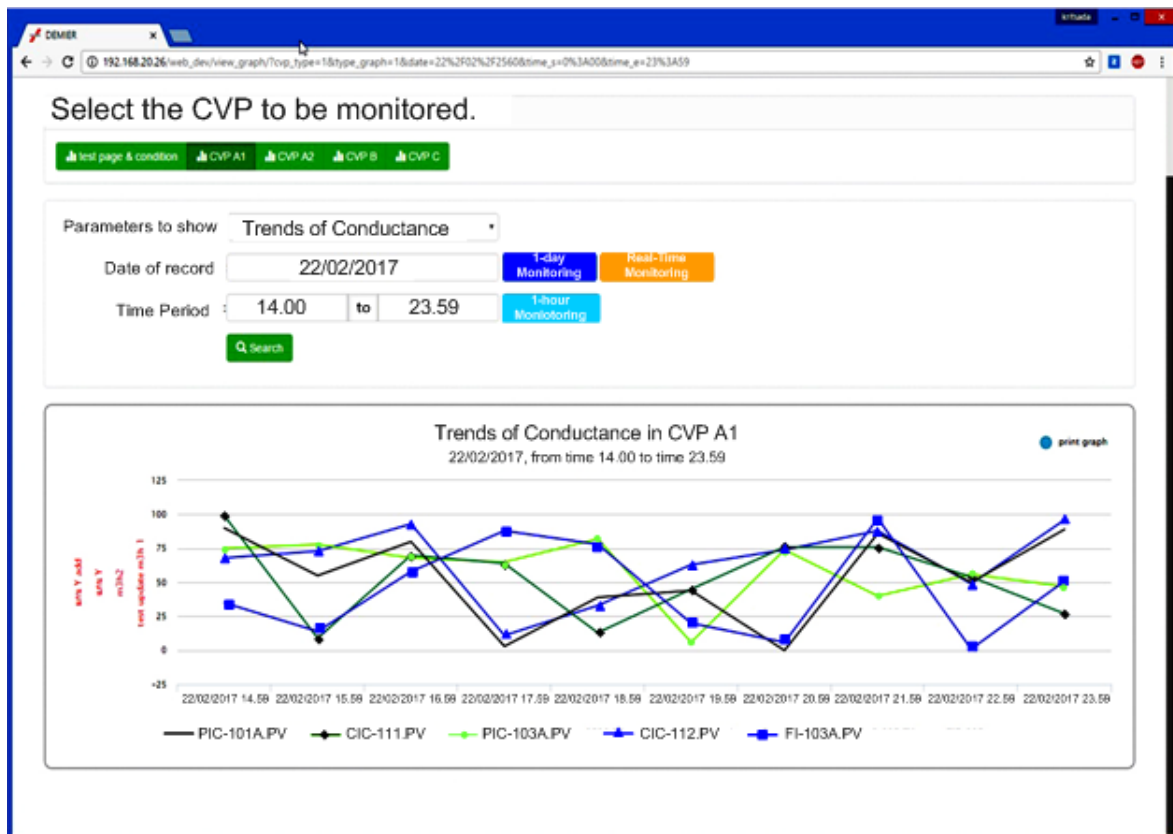 krituada
DEMIER
192.168.20.26/web_dev/view_graph/?cvp_type=1&type_graph=1&date=22%2F02%2F2560&time_s=0%3A00&time_e=23%3A59
Select the CVP to be monitored.
test page & condition CVP A1 CVP A2 CVP B CVP C
Parameters to show Trends of Conductance
Date of record 22/02/2017 1-day Monitoring Real-Time Monitoring
Time Period : 14.00 to 23.59 1-hour Moniotoring
Search
Trends of Conductance in CVP A1
22/02/2017, from time 14.00 to time 23.59
print graph
125
100
75
50
25
0
-25
m3h2
test update m3h 1
22/02/2017 14.59 22/02/2017 15.59 22/02/2017 16.59 22/02/2017 17.59 22/02/2017 18.59 22/02/2017 19.59 22/02/2017 20.59 22/02/2017 21.59 22/02/2017 22.59 22/02/2017 23.59
PIC-101A.PV CIC-111.PV PIC-103A.PV CIC-112.PV FI-103A.PV